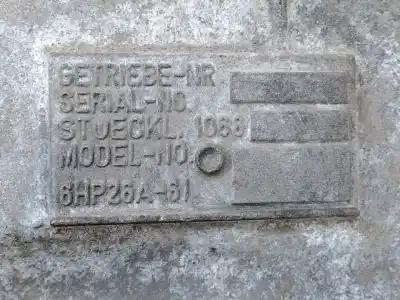 GETRIEBE-NR
SERIAL-NO.
STUECKL. 1068
MODEL-NO.
6HP26A-61